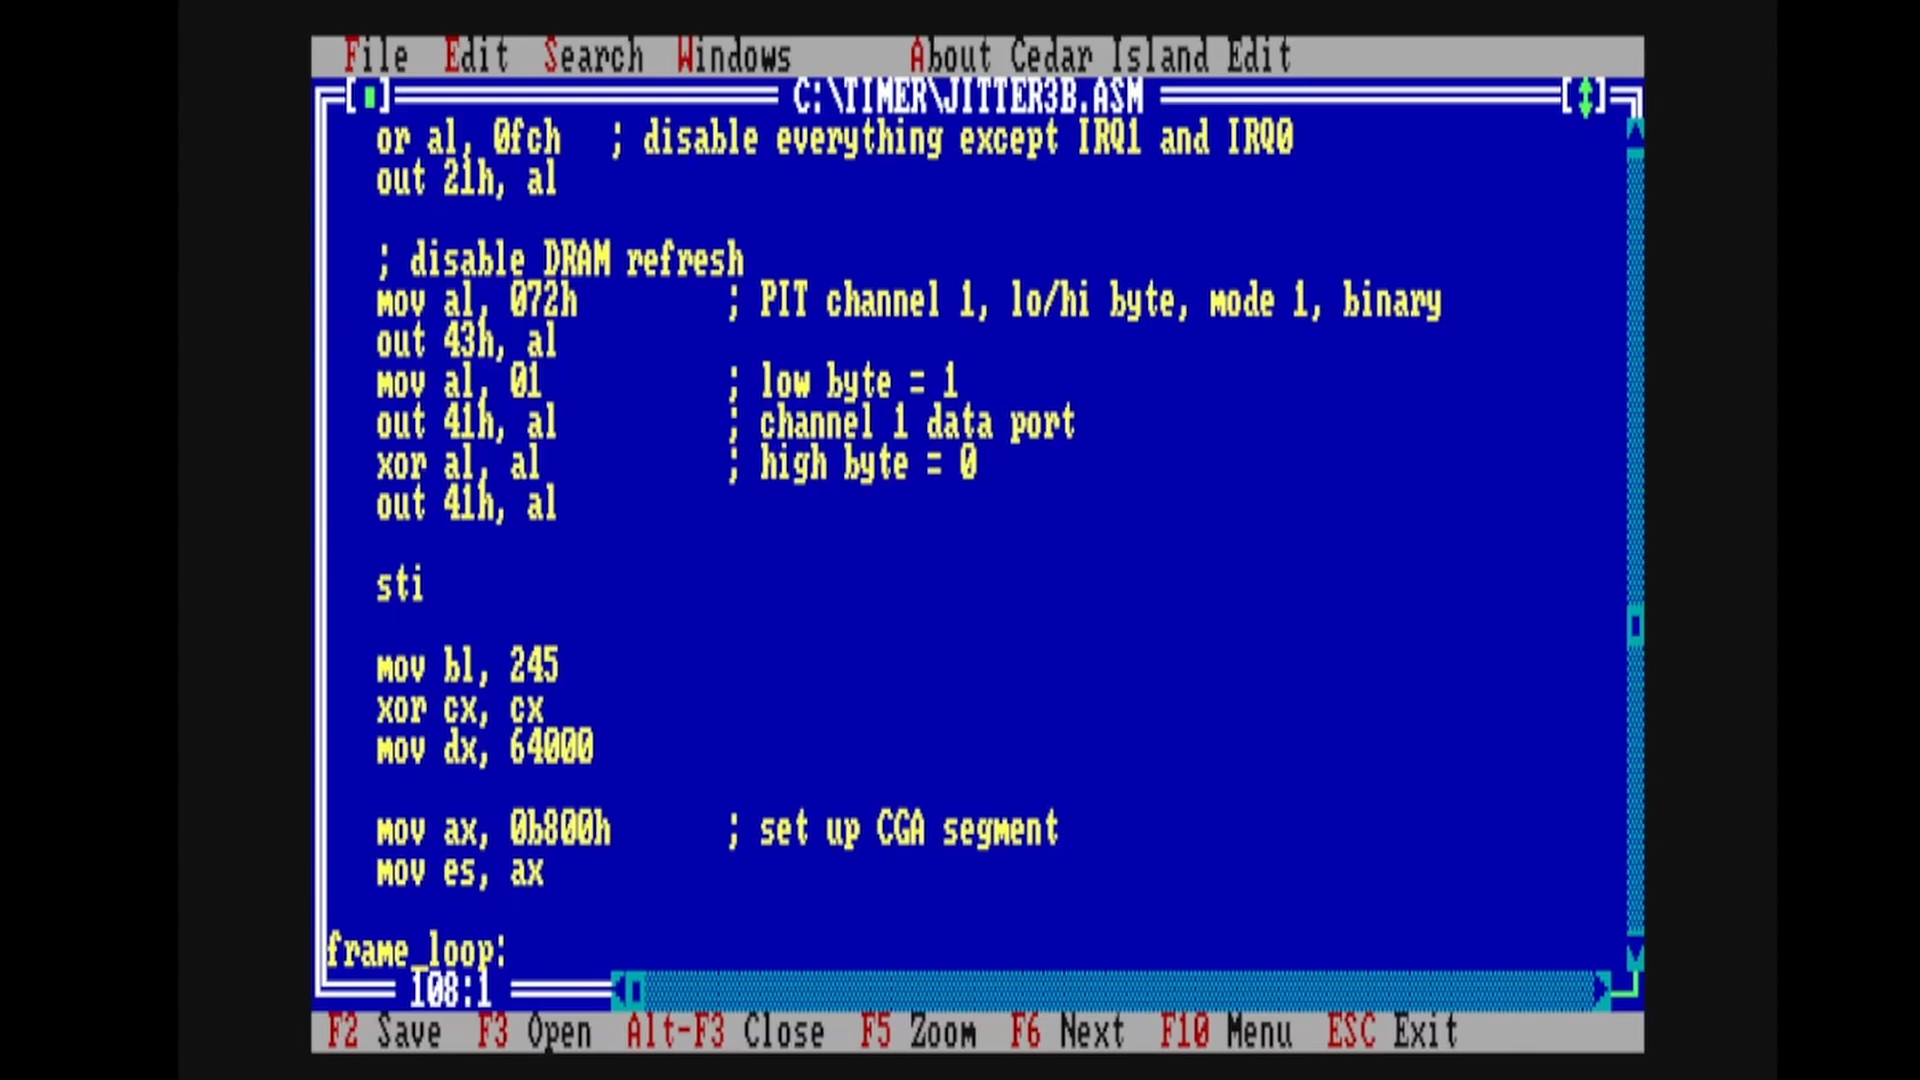 File  Edit  Search  Windows  About Cedar Island Edit
C:\TIMER\JITTER3B.ASM
or al, 0fch   ; disable everything except IRQ1 and IRQ0
out 21h, al
; disable DRAM refresh
mov al, 072h         ; PIT channel 1, lo/hi byte, mode 1, binary
out 43h, al
mov al, 01           ; low byte = 1
out 41h, al          ; channel 1 data port
xor al, al           ; high byte = 0
out 41h, al
sti
mov bl, 245
xor cx, cx
mov dx, 64000
mov ax, 0b800h       ; set up CGA segment
mov es, ax
frame_loop:
108:1
F2 Save  F3 Open  Alt-F3 Close  F5 Zoom  F6 Next  F10 Menu  ESC Exit